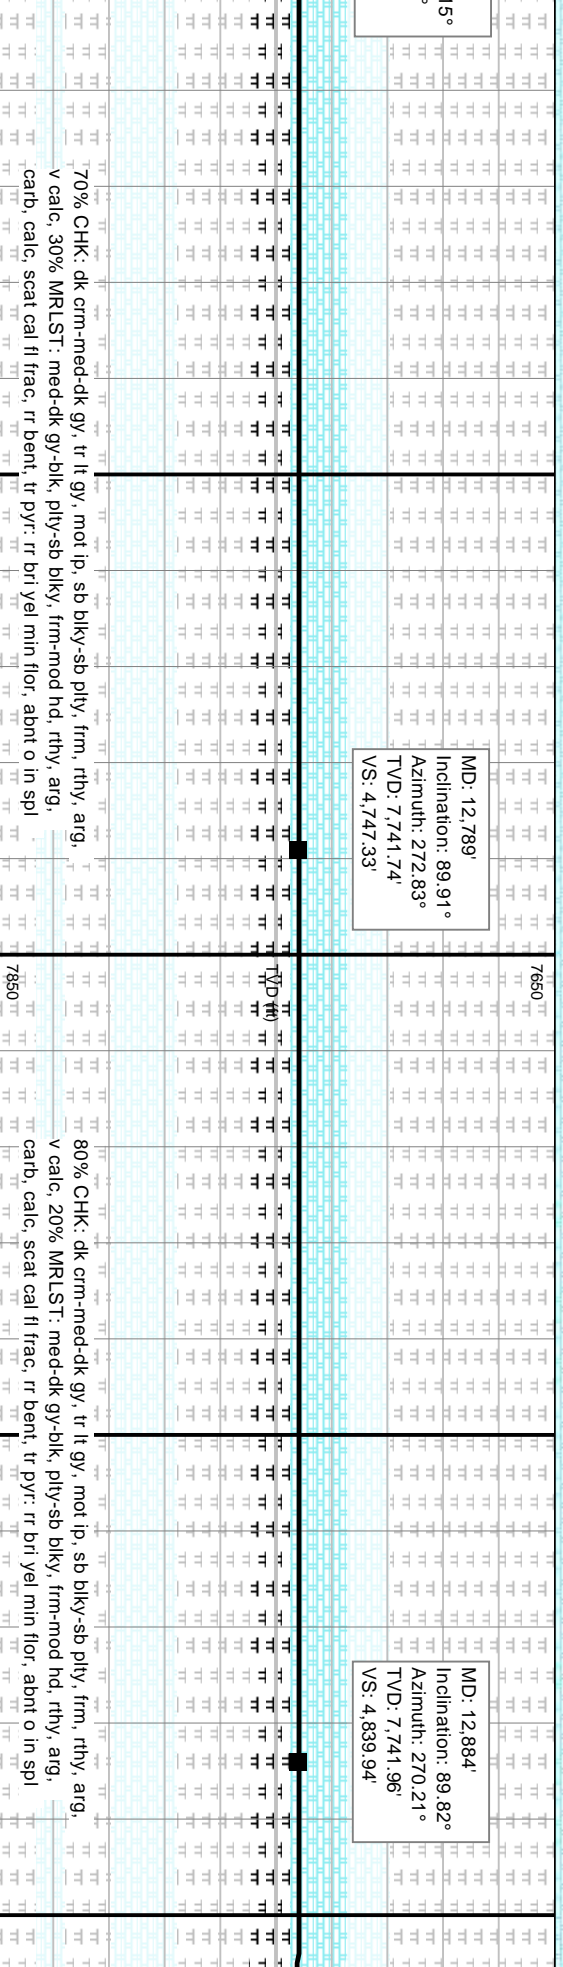 15°
°
70% CHK: dk crm-med-dk gy, tr lt gy, mot ip, sb blky-sb plty, frm, rthy, arg,
v calc, 30% MRLST: med-dk gy-blk, plty-sb blky, frm-mod hd, rthy, arg,
carb, calc, scat cal fl frac, rr bent, tr pyr: rr bri yel min flor, abnt o in spl
MD: 12,789'
Inclination: 89.91°
Azimuth: 272.83°
TVD: 7,741.74'
VS: 4,747.33'
7650
TVD (ft)
7850
80% CHK: dk crm-med-dk gy, tr lt gy, mot ip, sb blky-sb plty, frm, rthy, arg,
v calc, 20% MRLST: med-dk gy-blk, plty-sb blky, frm-mod hd, rthy, arg,
carb, calc, scat cal fl frac, rr bent, tr pyr: rr bri yel min flor, abnt o in spl
MD: 12,884'
Inclination: 89.82°
Azimuth: 270.21°
TVD: 7,741.96'
VS: 4,839.94'